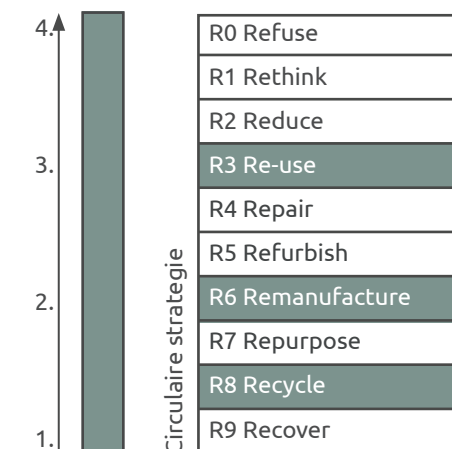 4.
3.
2.
1.
Circulaire strategie
R0 Refuse
R1 Rethink
R2 Reduce
R3 Re-use
R4 Repair
R5 Refurbish
R6 Remanufacture
R7 Repurpose
R8 Recycle
R9 Recover